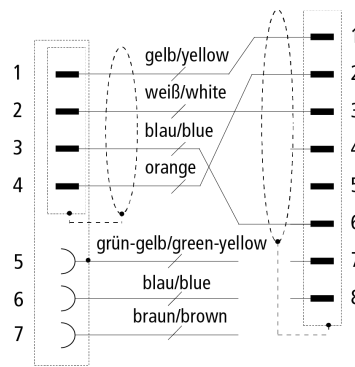 gelb/yellow
1
1
2
weiß/white
2
3
blau/blue
3
4
orange
4
5
6
grün-gelb/green-yellow
5
7
blau/blue
6
8
braun/brown
7